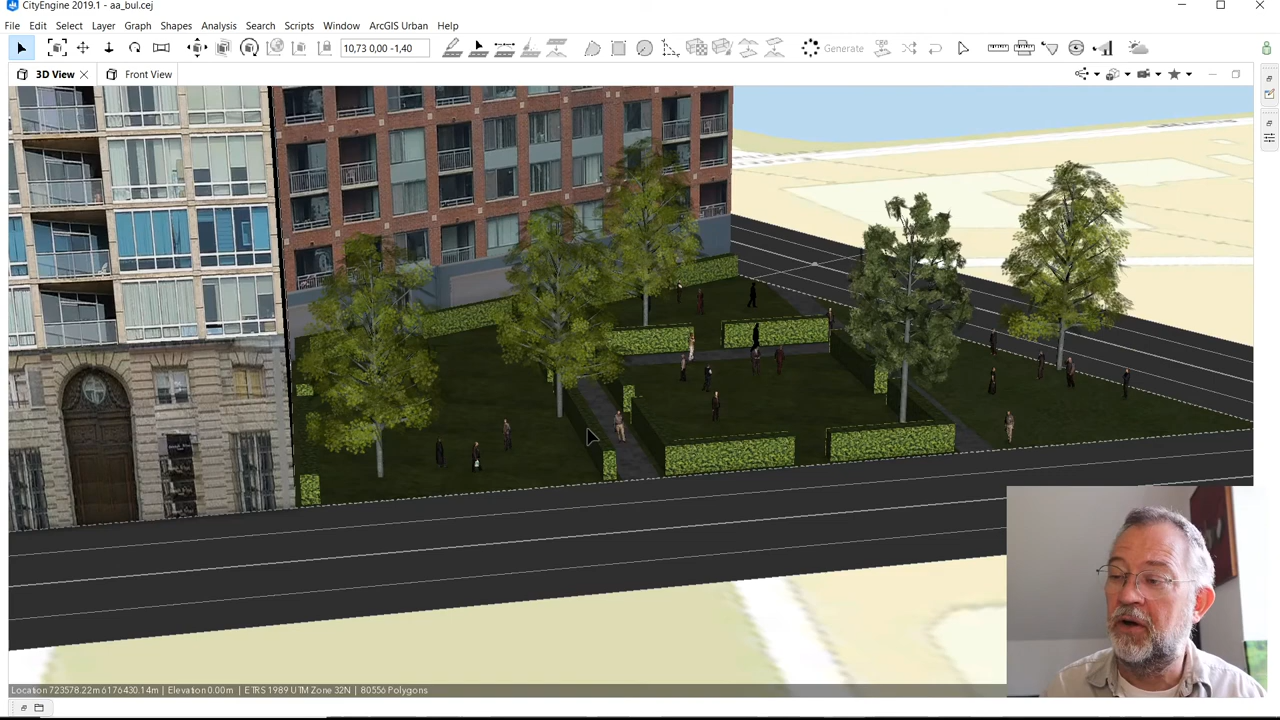 CityEngine 2019.1 - aa_bul.cej
File Edit Select Layer Graph Shapes Analysis Search Scripts Window ArcGIS Urban Help
10,73 0,00 -1,40 Generate
3D View Front View
Location 723578.22m 6176430.14m | Elevation 0.00m | ETRS 1989 UTM Zone 32N | 80556 Polygons